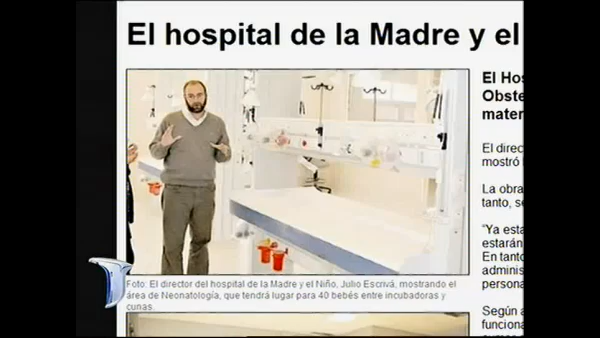 El hospital de la Madre y el
El Hos
Obste
mater
El direc
mostró l
La obra
tanto, se
"Ya esta
estarán
En tanto
administ
persona
Foto: El director del hospital de la Madre y el Niño, Julio Escrivá, mostrando el
área de Neonatología, que tendrá lugar para 40 bebés entre incubadoras y
cunas.
Según a
funciona